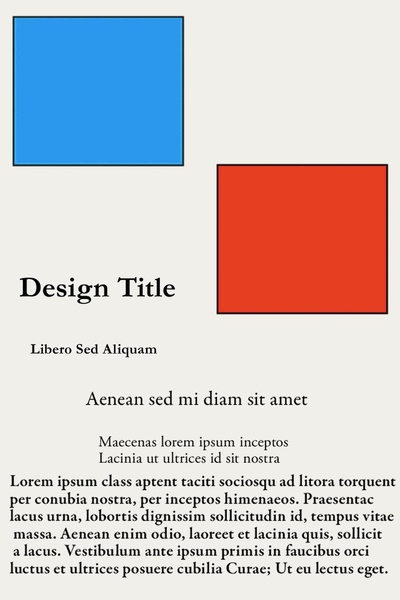 Design Title
Libero Sed Aliquam
Aenean sed mi diam sit amet
Maecenas lorem ipsum inceptos
Lacinia ut ultrices id sit nostra
Lorem ipsum class aptent taciti sociosqu ad litora torquent
per conubia nostra, per inceptos himenaeos. Praesentac
lacus urna, lobortis dignissim sollicitudin id, tempus vitae
massa. Aenean enim odio, laoreet et lacinia quis, sollicit
a lacus. Vestibulum ante ipsum primis in faucibus orci
luctus et ultrices posuere cubilia Curae; Ut eu lectus eget.